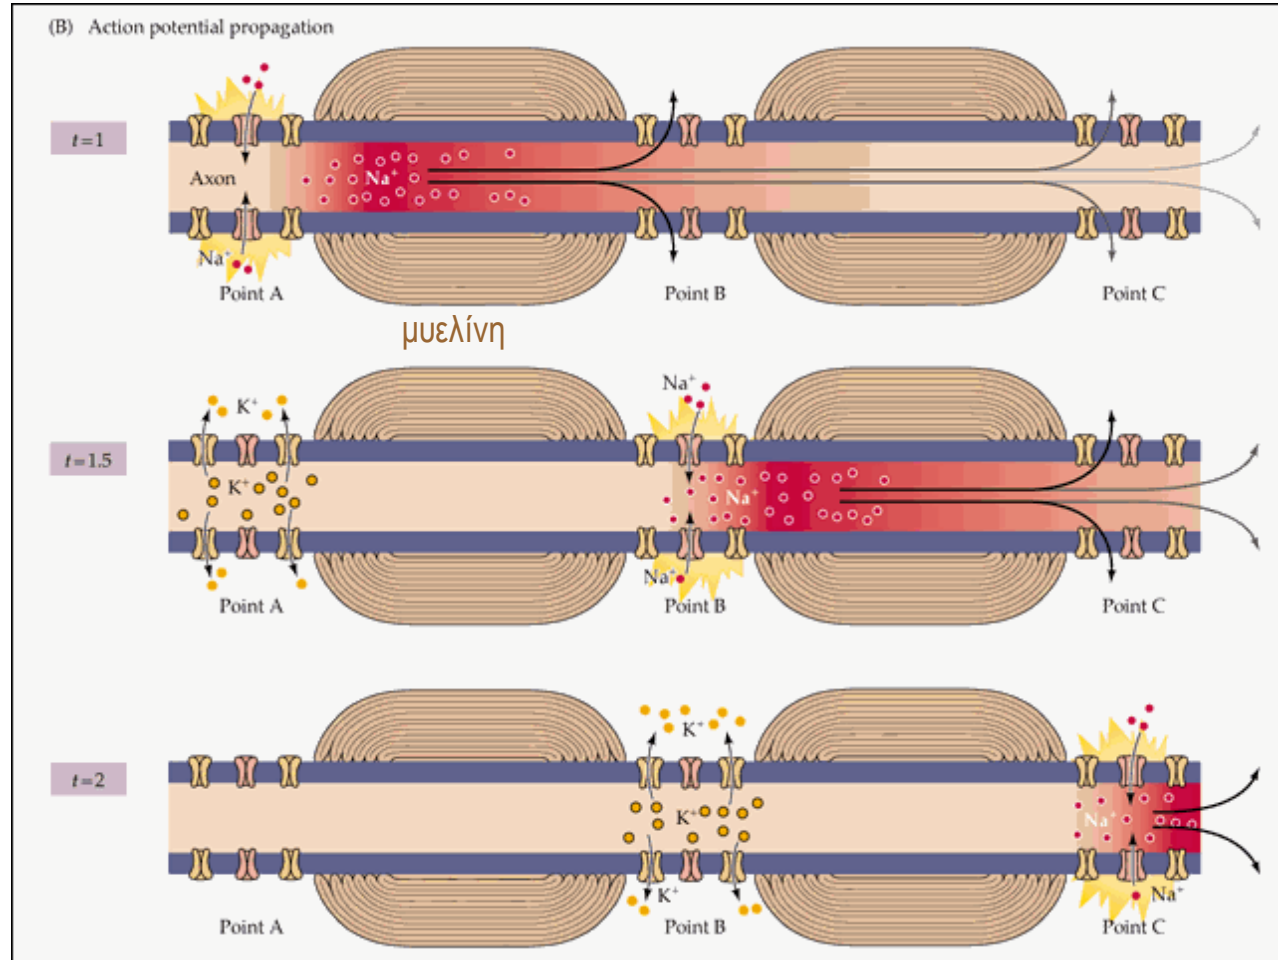 (B) Action potential propagation
t=1
Axon
Na⁺
Na⁺
Point A
Point B
Point C
μυελίνη
t=1.5
K⁺
K⁺
Na⁺
Na⁺
Na⁺
Point A
Point B
Point C
t=2
K⁺
K⁺
K⁺
Na⁺
Na⁺
Point A
Point B
Point C